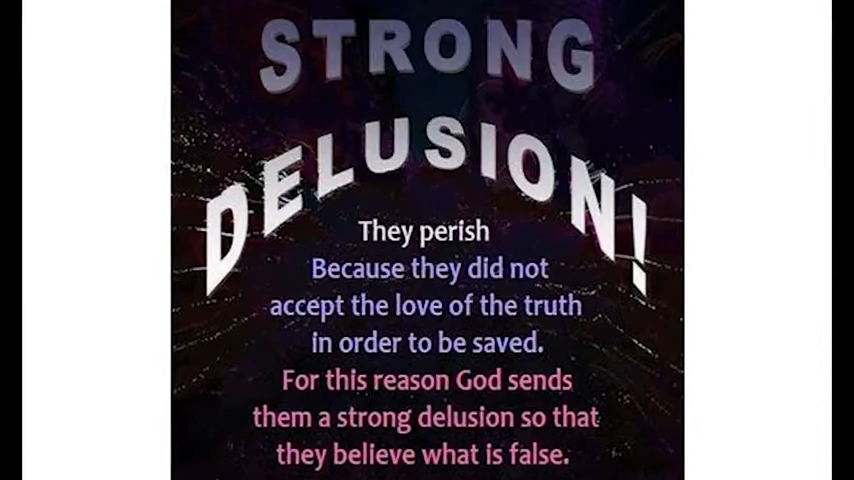 STRONG
DELUSION!
They perish
Because they did not
accept the love of the truth
in order to be saved.
For this reason God sends
them a strong delusion so that
they believe what is false.